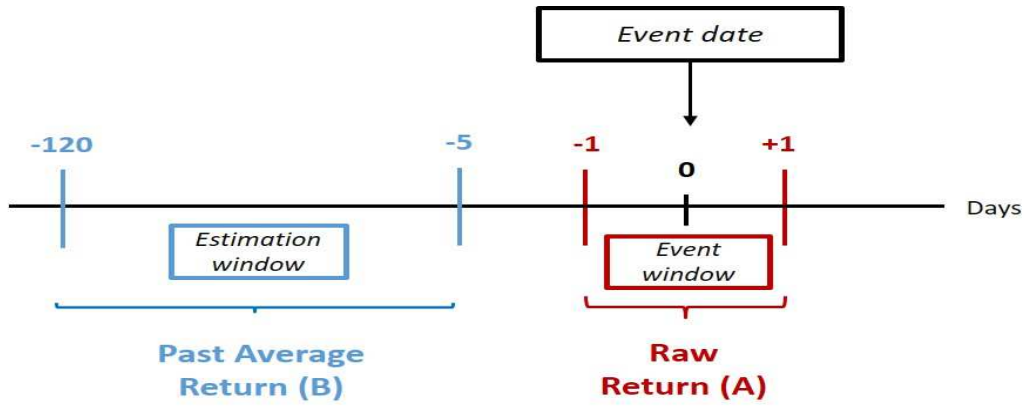 Event date
-120
-5
-1
0
+1
Days
Estimation
window
Event
window
Past Average
Return (B)
Raw
Return (A)